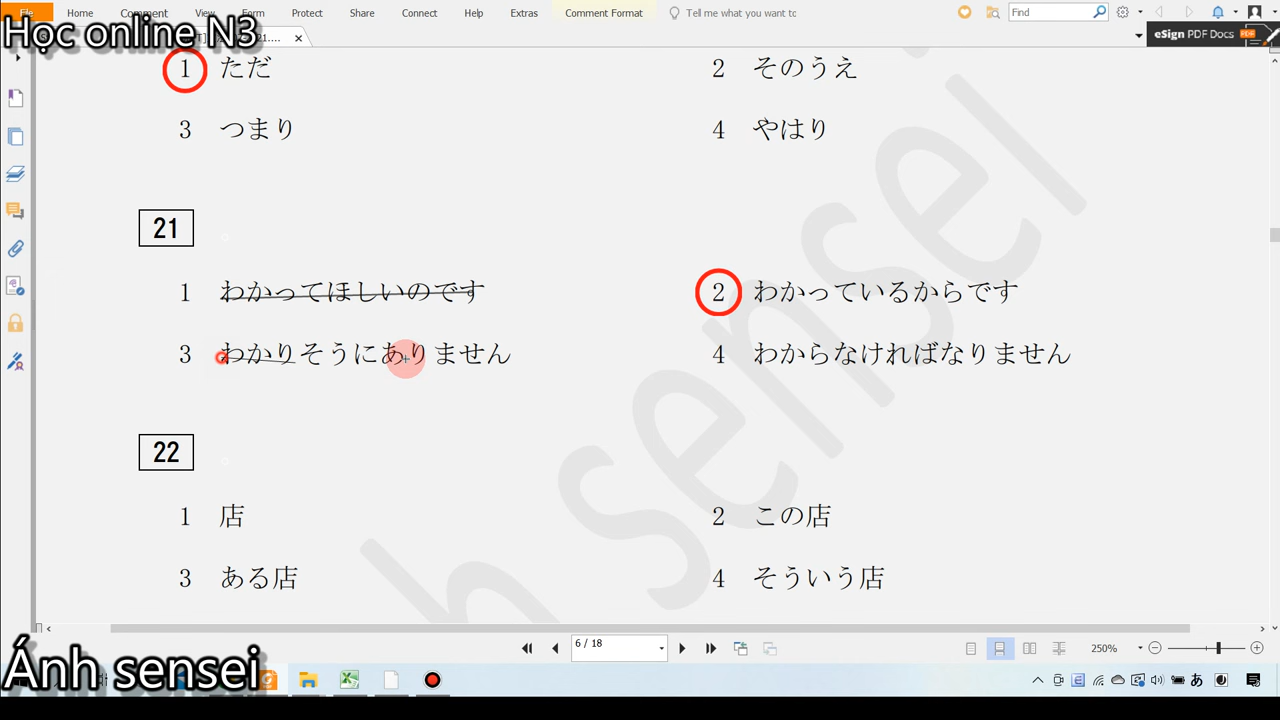 File Home Comment View Form Protect Share Connect Help Extras Comment Format Tell me what you want tc Find
Học online N3
21....
eSign PDF Docs
1 ただ 2 そのうえ
3 つまり 4 やはり
21
1 わかってほしいのです 2 わかっているからです
3 わかりそうにありません 4 わからなければなりません
22
1 店 2 この店
3 ある店 4 そういう店
sensei
6 / 18
250%
Ánh sensei
あ